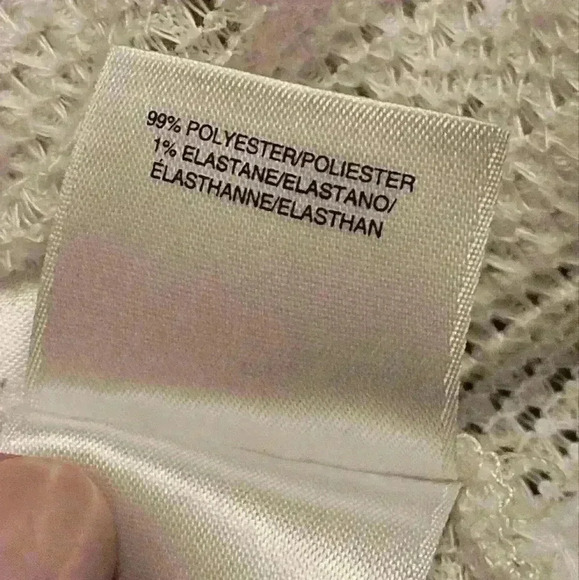 99% POLYESTER/POLIESTER
1% ELASTANE/ELASTANO/
ÉLASTHANNE/ELASTHAN